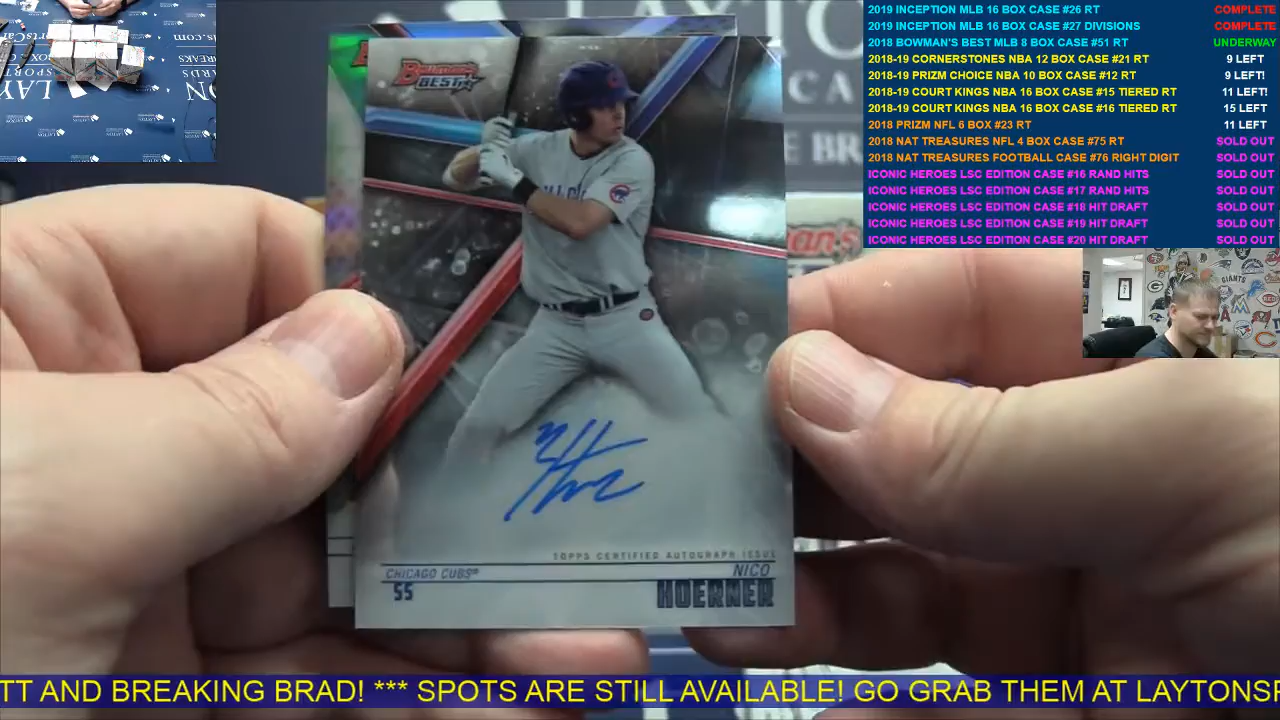 2019 INCEPTION MLB 16 BOX CASE #26 RT COMPLETE
2019 INCEPTION MLB 16 BOX CASE #27 DIVISIONS COMPLETE
2018 BOWMAN'S BEST MLB 8 BOX CASE #51 RT UNDERWAY
2018-19 CORNERSTONES NBA 12 BOX CASE #21 RT 9 LEFT
2018-19 PRIZM CHOICE NBA 10 BOX CASE #12 RT 9 LEFT!
2018-19 COURT KINGS NBA 16 BOX CASE #15 TIERED RT 11 LEFT!
2018-19 COURT KINGS NBA 16 BOX CASE #16 TIERED RT 15 LEFT
2018 PRIZM NFL 6 BOX #23 RT 11 LEFT
2018 NAT TREASURES NFL 4 BOX CASE #75 RT SOLD OUT
2018 NAT TREASURES FOOTBALL CASE #76 RIGHT DIGIT SOLD OUT
ICONIC HEROES LSC EDITION CASE #16 RAND HITS SOLD OUT
ICONIC HEROES LSC EDITION CASE #17 RAND HITS SOLD OUT
ICONIC HEROES LSC EDITION CASE #18 HIT DRAFT SOLD OUT
ICONIC HEROES LSC EDITION CASE #19 HIT DRAFT SOLD OUT
ICONIC HEROES LSC EDITION CASE #20 HIT DRAFT SOLD OUT
Bowman's
BEST
TOPPS CERTIFIED AUTOGRAPH ISSUE
CHICAGO CUBS®
SS
NICO
HOERNER
TT AND BREAKING BRAD! *** SPOTS ARE STILL AVAILABLE! GO GRAB THEM AT LAYTONSP